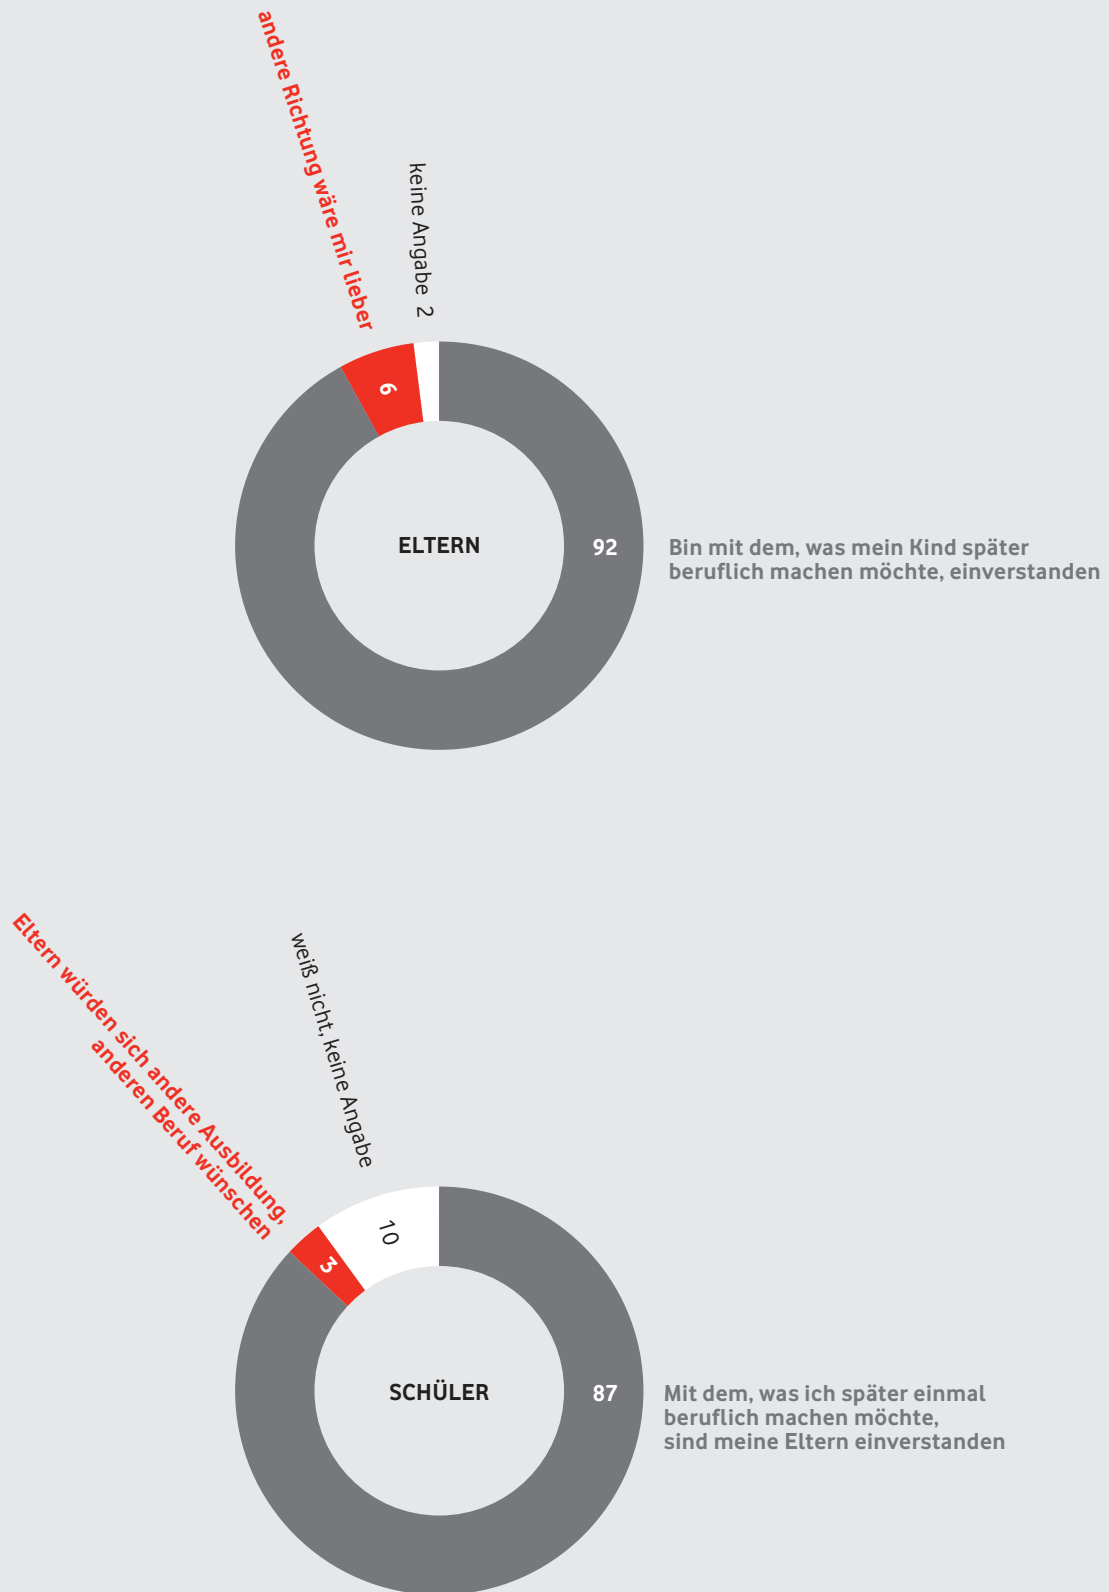 andere Richtung wäre mir lieber
keine Angabe 2
6
ELTERN
92
Bin mit dem, was mein Kind später
beruflich machen möchte, einverstanden
Eltern würden sich andere Ausbildung,
anderen Beruf wünschen
weiß nicht, keine Angabe
10
3
SCHÜLER
87
Mit dem, was ich später einmal
beruflich machen möchte,
sind meine Eltern einverstanden